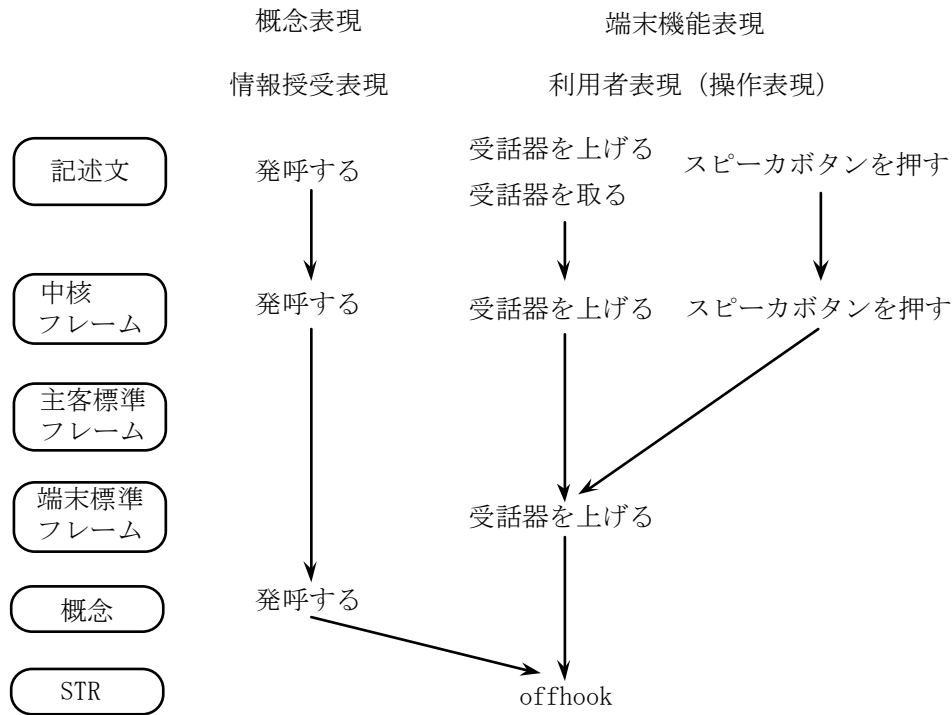 概念表現 端末機能表現
情報授受表現 利用者表現（操作表現）
記述文 発呼する 受話器を上げる スピーカボタンを押す
受話器を取る
中核 発呼する 受話器を上げる スピーカボタンを押す
フレーム
主客標準
フレーム
端末標準 受話器を上げる
フレーム
概念 発呼する
STR offhook